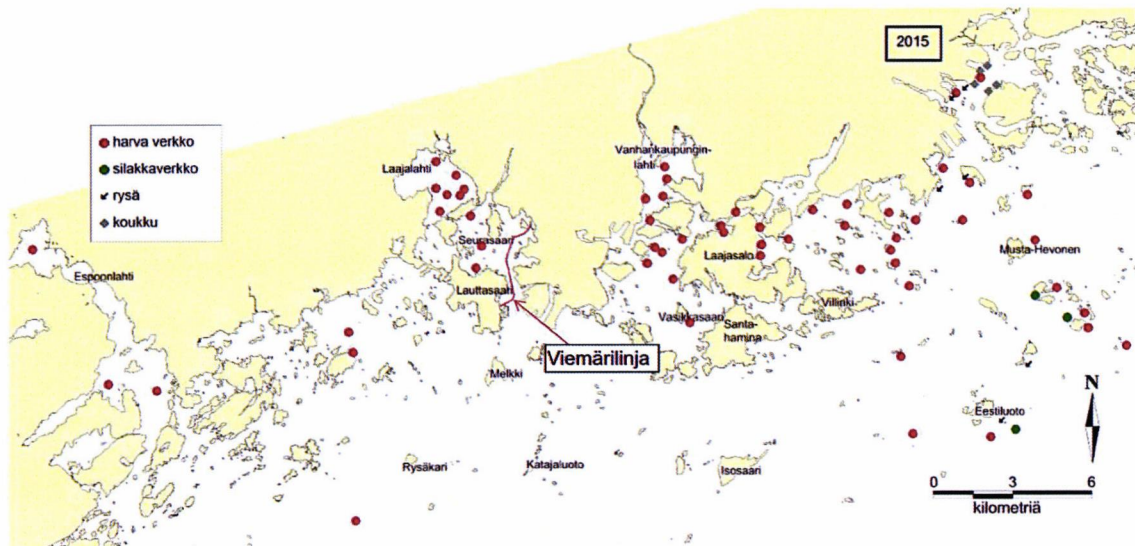 2015
harva verkko
silakkaverkko
rysä
koukku
Laajalahti
Vanhankaupungin-
lahti
Seurasaari
Espoonlahti
Laajasalo
Musta-Hevonen
Lauttasaari
Villinki
Vasikkasaari
Santa-
hamina
Viemärilinja
Melkki
N
Eestiluoto
Rysäkari
Katajaluoto
Isosaari
0 3 6
kilometriä